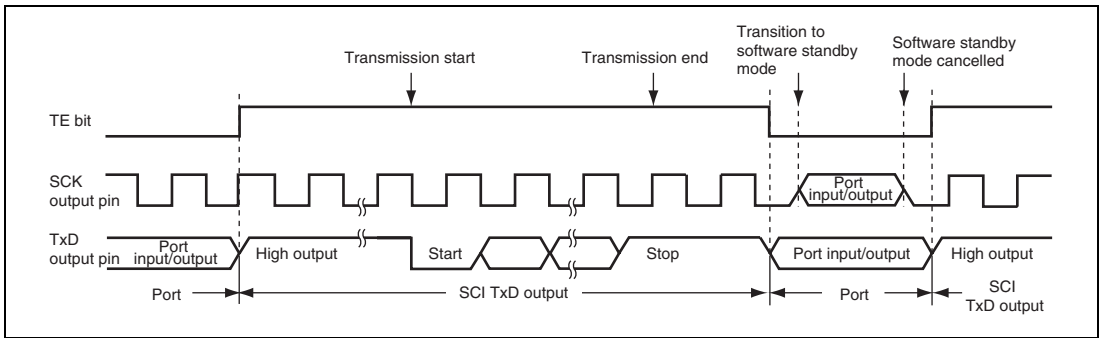 Transition to
software standby
mode
Software standby
mode cancelled
Transmission start
Transmission end
TE bit
SCK
output pin
Port
input/output
TxD
output pin
Port
input/output
High output
Start
Stop
Port input/output
High output
Port
SCI TxD output
Port
SCI
TxD output